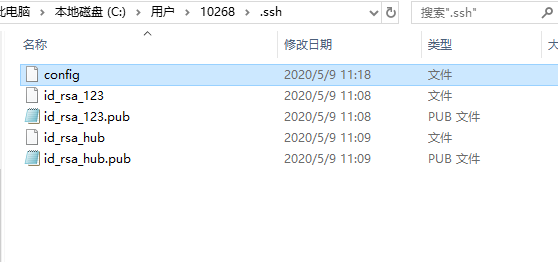 此电脑 › 本地磁盘 (C:) › 用户 › 10268 › .ssh › 搜索".ssh"
名称 修改日期 类型 大
config 2020/5/9 11:18 文件
id_rsa_123 2020/5/9 11:08 文件
id_rsa_123.pub 2020/5/9 11:08 PUB 文件
id_rsa_hub 2020/5/9 11:09 文件
id_rsa_hub.pub 2020/5/9 11:09 PUB 文件